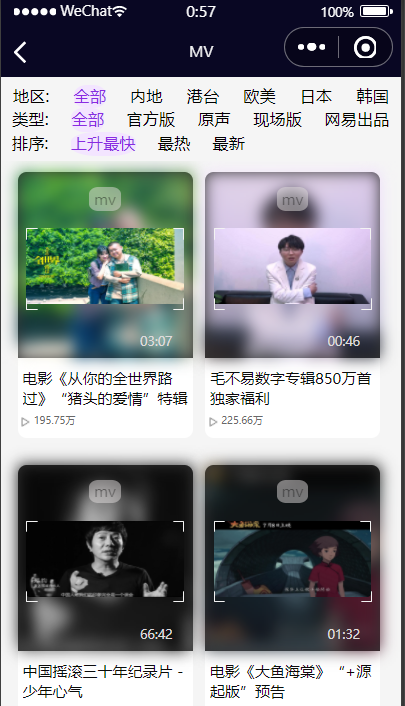 WeChat 0:57 100%
MV
地区: 全部 内地 港台 欧美 日本 韩国
类型: 全部 官方版 原声 现场版 网易出品
排序: 上升最快 最热 最新
mv mv
03:07 00:46
电影《从你的全世界路
过》“猪头的爱情”特辑
195.75万
毛不易数字专辑850万首
独家福利
225.66万
mv mv
大鱼海棠
66:42 01:32
中国摇滚三十年纪录片 -
少年心气
电影《大鱼海棠》“+源
起版”预告